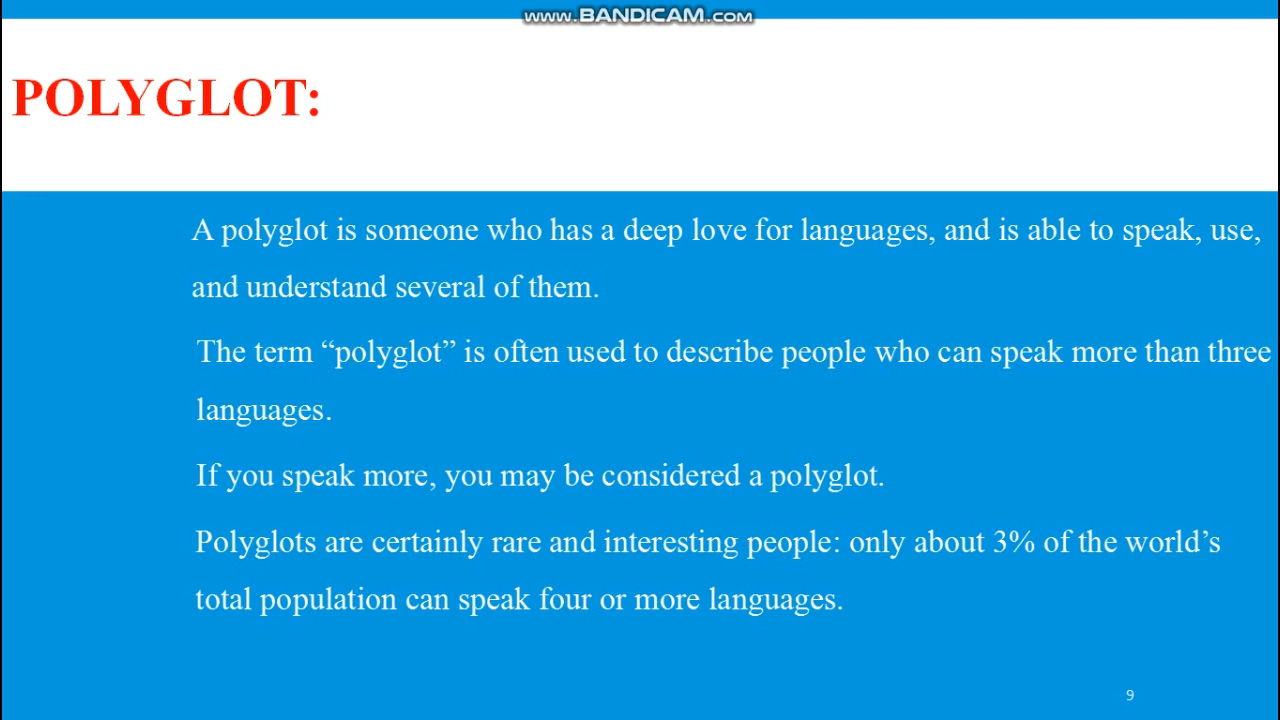 www.BANDICAM.com
POLYGLOT:
A polyglot is someone who has a deep love for languages, and is able to speak, use,
and understand several of them.
The term “polyglot” is often used to describe people who can speak more than three
languages.
If you speak more, you may be considered a polyglot.
Polyglots are certainly rare and interesting people: only about 3% of the world’s
total population can speak four or more languages.
9